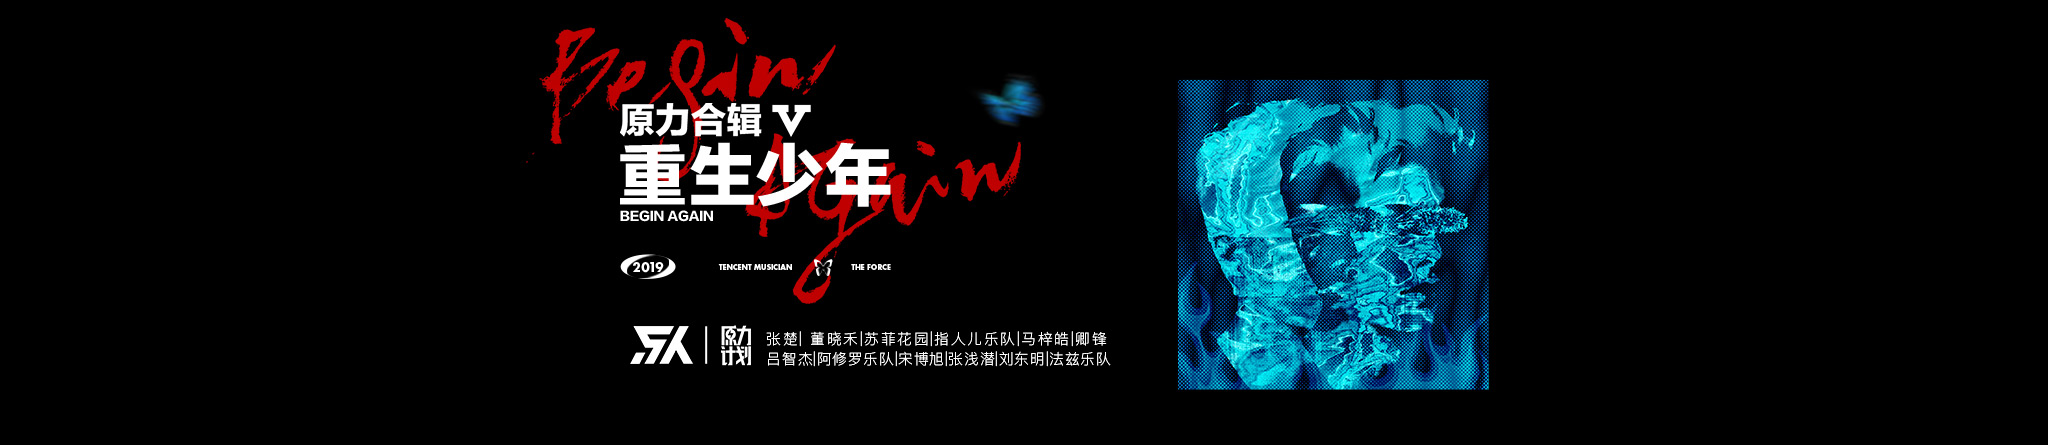 Begin
原力合辑 V
重生少年
Again
BEGIN AGAIN
2019 TENCENT MUSICIAN THE FORCE
原力计划
张楚| 董晓禾|苏菲花园|指人儿乐队|马梓皓|卿锋
吕智杰|阿修罗乐队|宋博旭|张浅潜|刘东明|法兹乐队